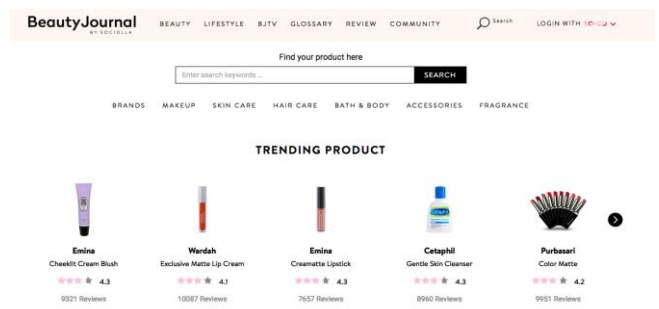 BeautyJournal
BY SOCIOLLA
BEAUTY LIFESTYLE BJTV GLOSSARY REVIEW COMMUNITY
Search
LOGIN WITH
Find your product here
Enter search keywords ...
SEARCH
BRANDS MAKEUP SKIN CARE HAIR CARE BATH & BODY ACCESSORIES FRAGRANCE
TRENDING PRODUCT
Emina Wardah Emina Cetaphil Purbasari
Cheeklit Cream Blush Exclusive Matte Lip Cream Creamatte Lipstick Gentle Skin Cleanser Color Matte
4.3 4.1 4.3 4.3 4.2
9321 Reviews 10087 Reviews 7657 Reviews 8960 Reviews 9951 Reviews